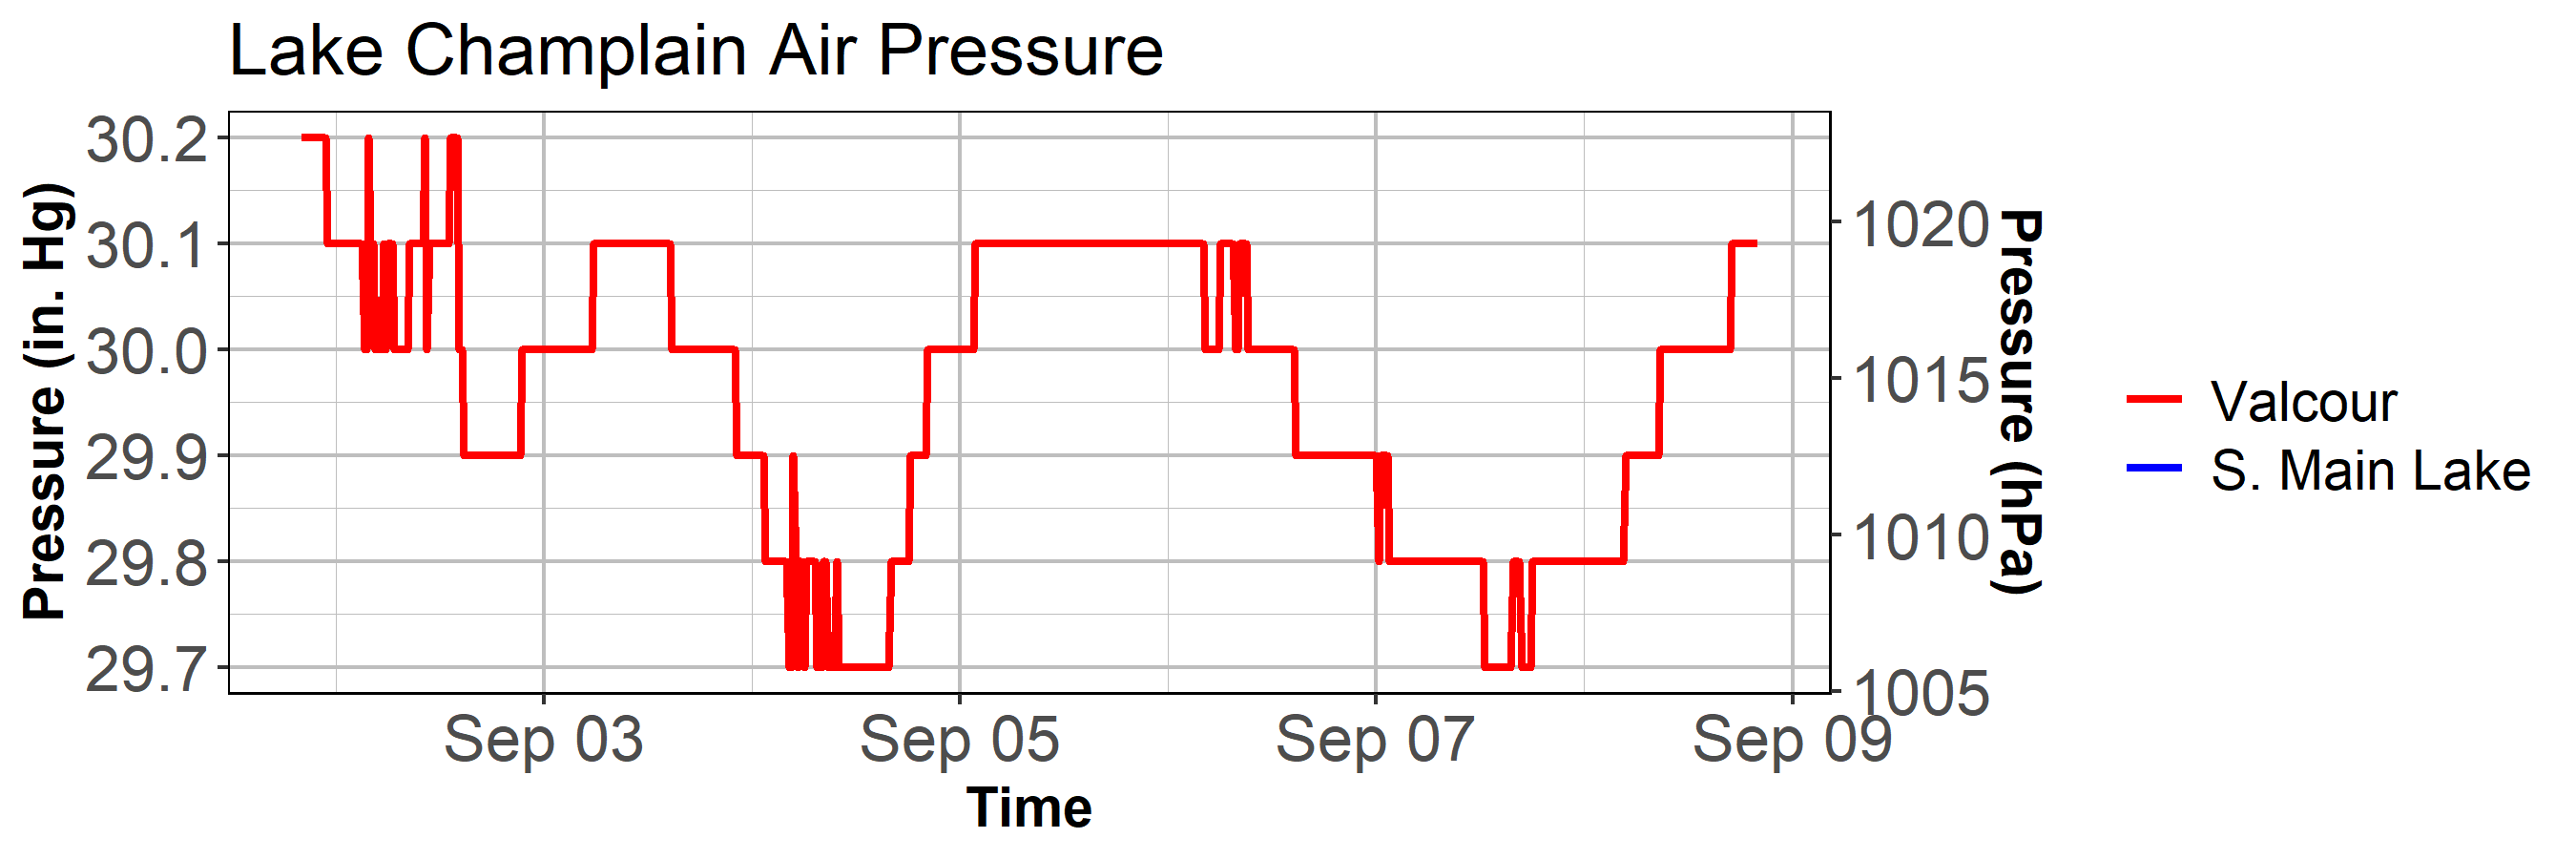 Lake Champlain Air Pressure
Pressure (in. Hg)
30.2
30.1
30.0
29.9
29.8
29.7
1020
1015
1010
1005
Pressure (hPa)
Sep 03
Sep 05
Sep 07
Sep 09
Time
Valcour
S. Main Lake